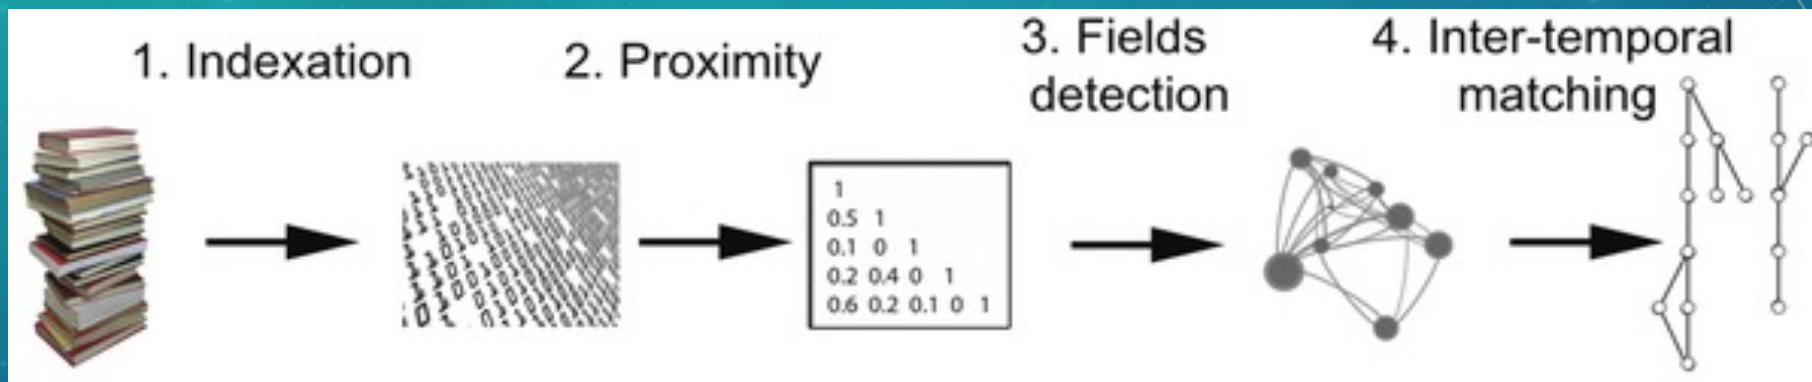 1. Indexation
2. Proximity
3. Fields
detection
4. Inter-temporal
matching
1
0.5 1
0.1 0 1
0.2 0.4 0 1
0.6 0.2 0.1 0 1